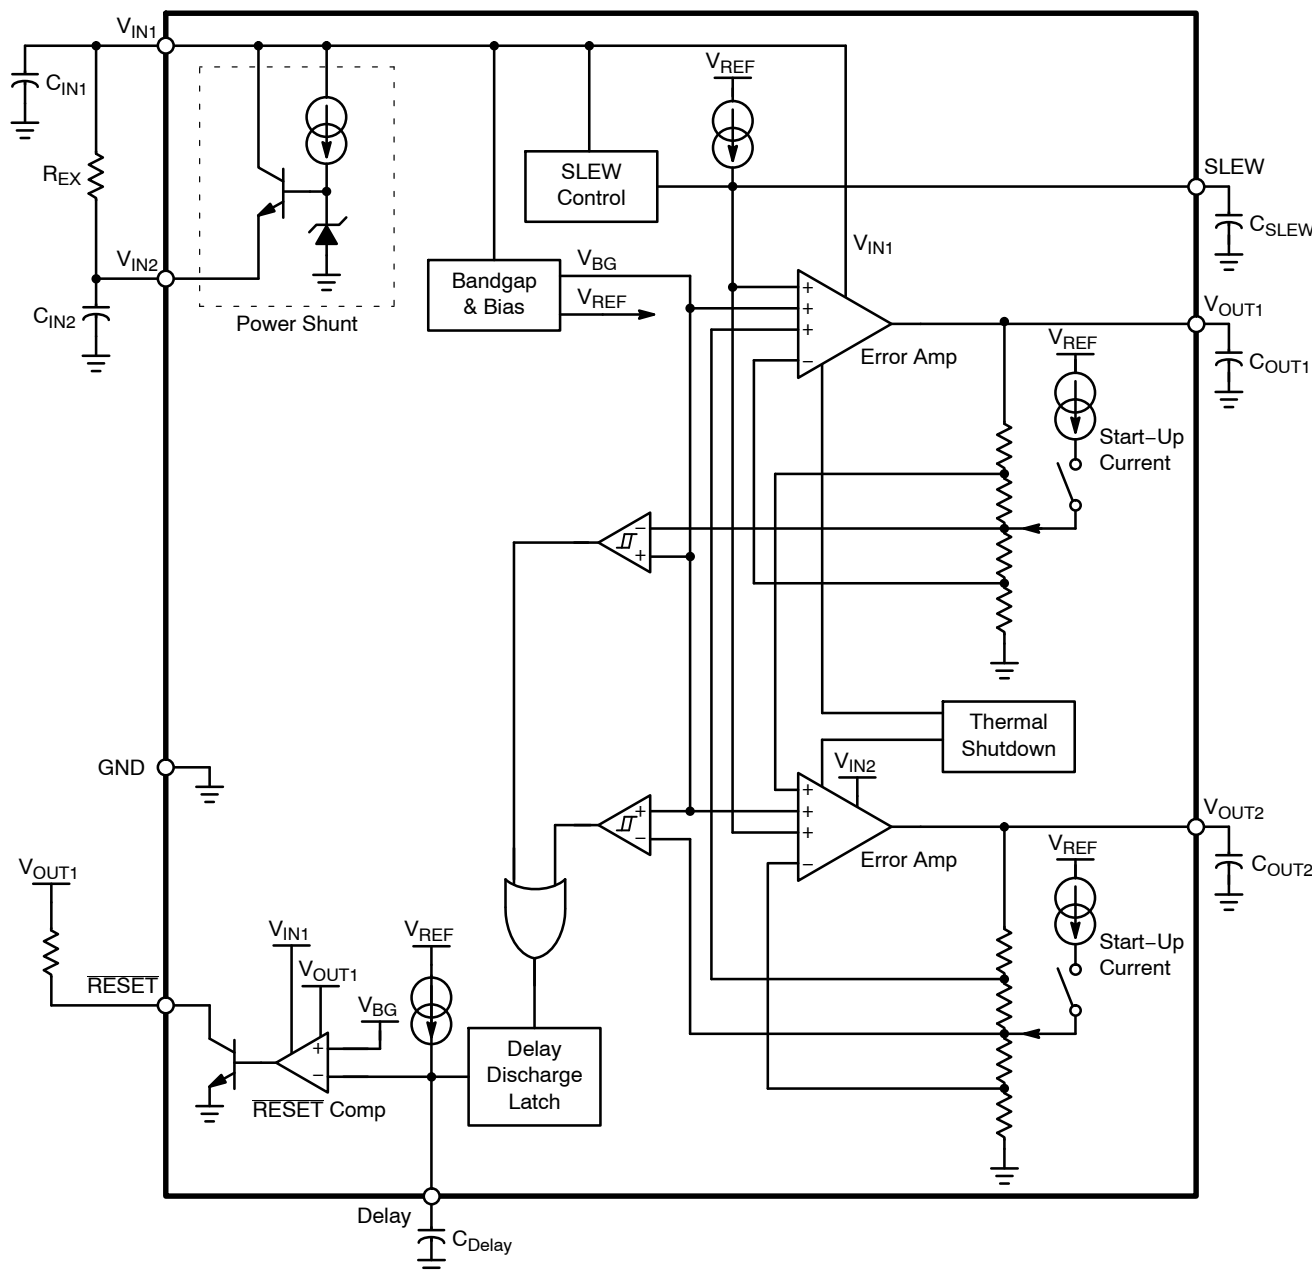 VIN1
CIN1
REX
VIN2
CIN2
Power Shunt
SLEW
Control
VREF
SLEW
CSLEW
Bandgap
& Bias
VBG
VREF
VIN1
+
+
+
−
Error Amp
VOUT1
COUT1
VREF
Start−Up
Current
−
+
Thermal
Shutdown
GND
VIN2
+
+
+
−
Error Amp
+
−
VOUT2
COUT2
VREF
Start−Up
Current
VOUT1
RESET
VIN1
VOUT1
VBG
VREF
+
−
RESET Comp
Delay
Discharge
Latch
Delay
CDelay